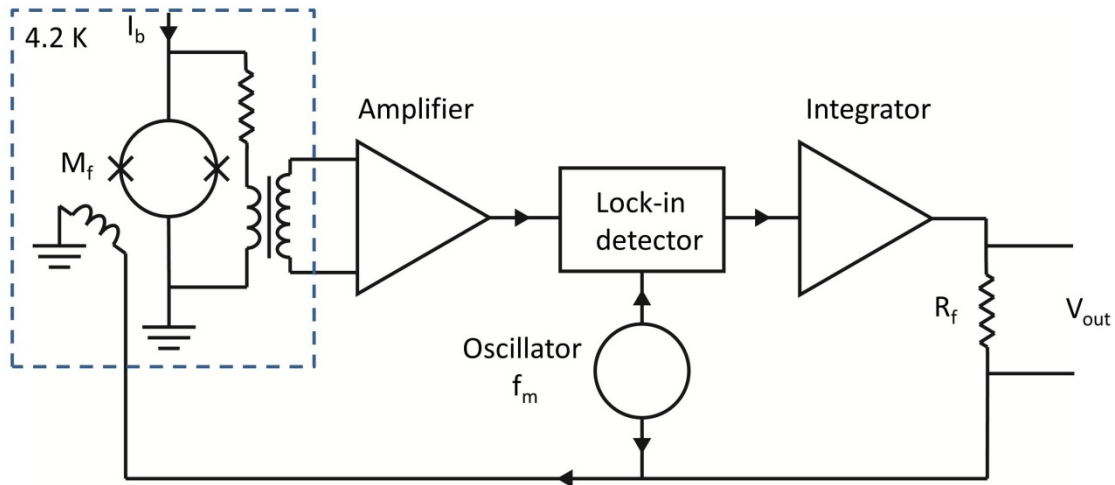 4.2 K
I_b
Amplifier
Integrator
M_f
Lock-in
detector
R_f
V_out
Oscillator
f_m